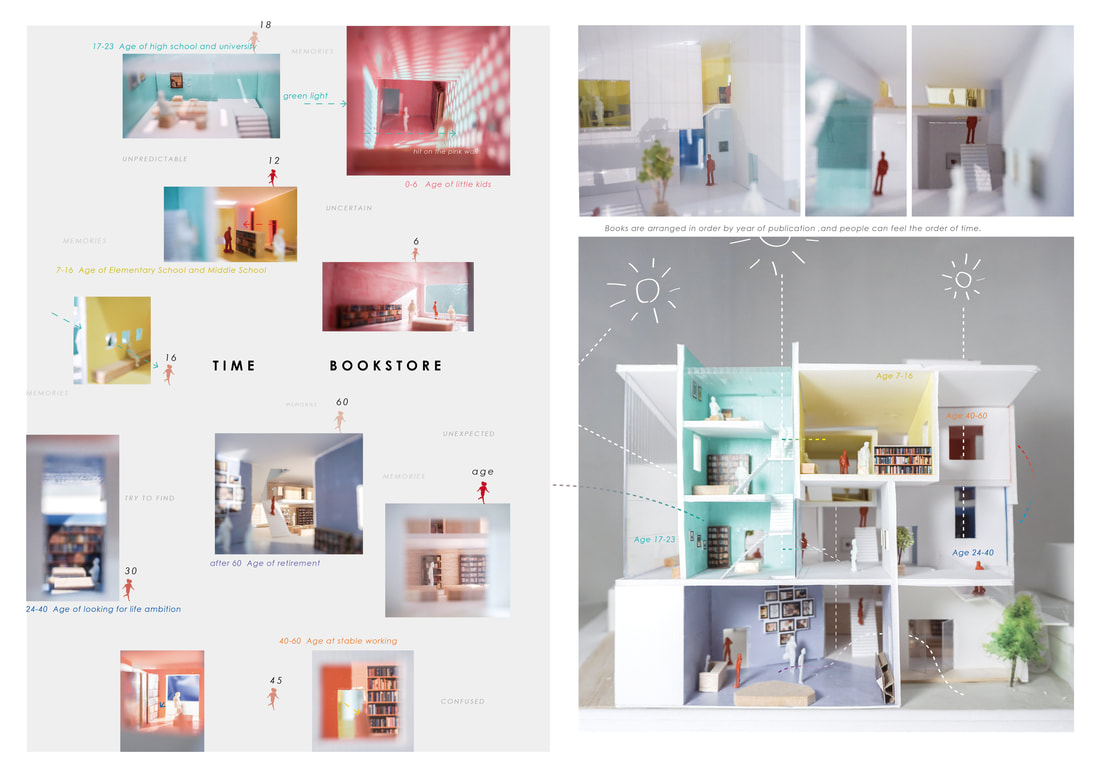 18
17-23 Age of high school and university
MEMORIES
green light
hit on the pink wall
UNPREDICTABLE
12
0-6 Age of little kids
UNCERTAIN
MEMORIES
6
7-16 Age of Elementary School and Middle School
16
TIME BOOKSTORE
MEMORIES
MEMORIES
60
UNEXPECTED
MEMORIES
age
TRY TO FIND
after 60 Age of retirement
30
24-40 Age of looking for life ambition
40-60 Age at stable working
45
CONFUSED
Books are arranged in order by year of publication ,and people can feel the order of time.
Age 7-16
Age 40-60
Age 17-23
Age 24-40